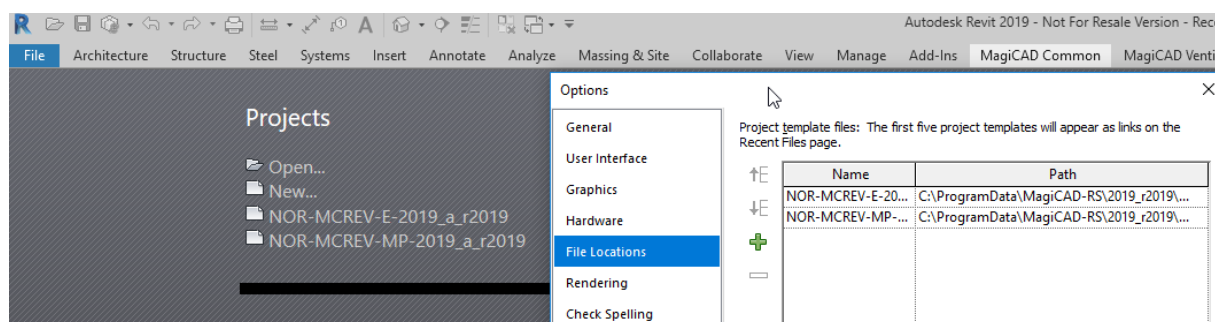 Autodesk Revit 2019 - Not For Resale Version - Rec
File Architecture Structure Steel Systems Insert Annotate Analyze Massing & Site Collaborate View Manage Add-Ins MagiCAD Common MagiCAD Venti
Projects
Open...
New...
NOR-MCREV-E-2019_a_r2019
NOR-MCREV-MP-2019_a_r2019
Options
General
User Interface
Graphics
Hardware
File Locations
Rendering
Check Spelling
Project template files: The first five project templates will appear as links on the
Recent Files page.
Name Path
NOR-MCREV-E-20... C:\ProgramData\MagiCAD-RS\2019_r2019\...
NOR-MCREV-MP-... C:\ProgramData\MagiCAD-RS\2019_r2019\...